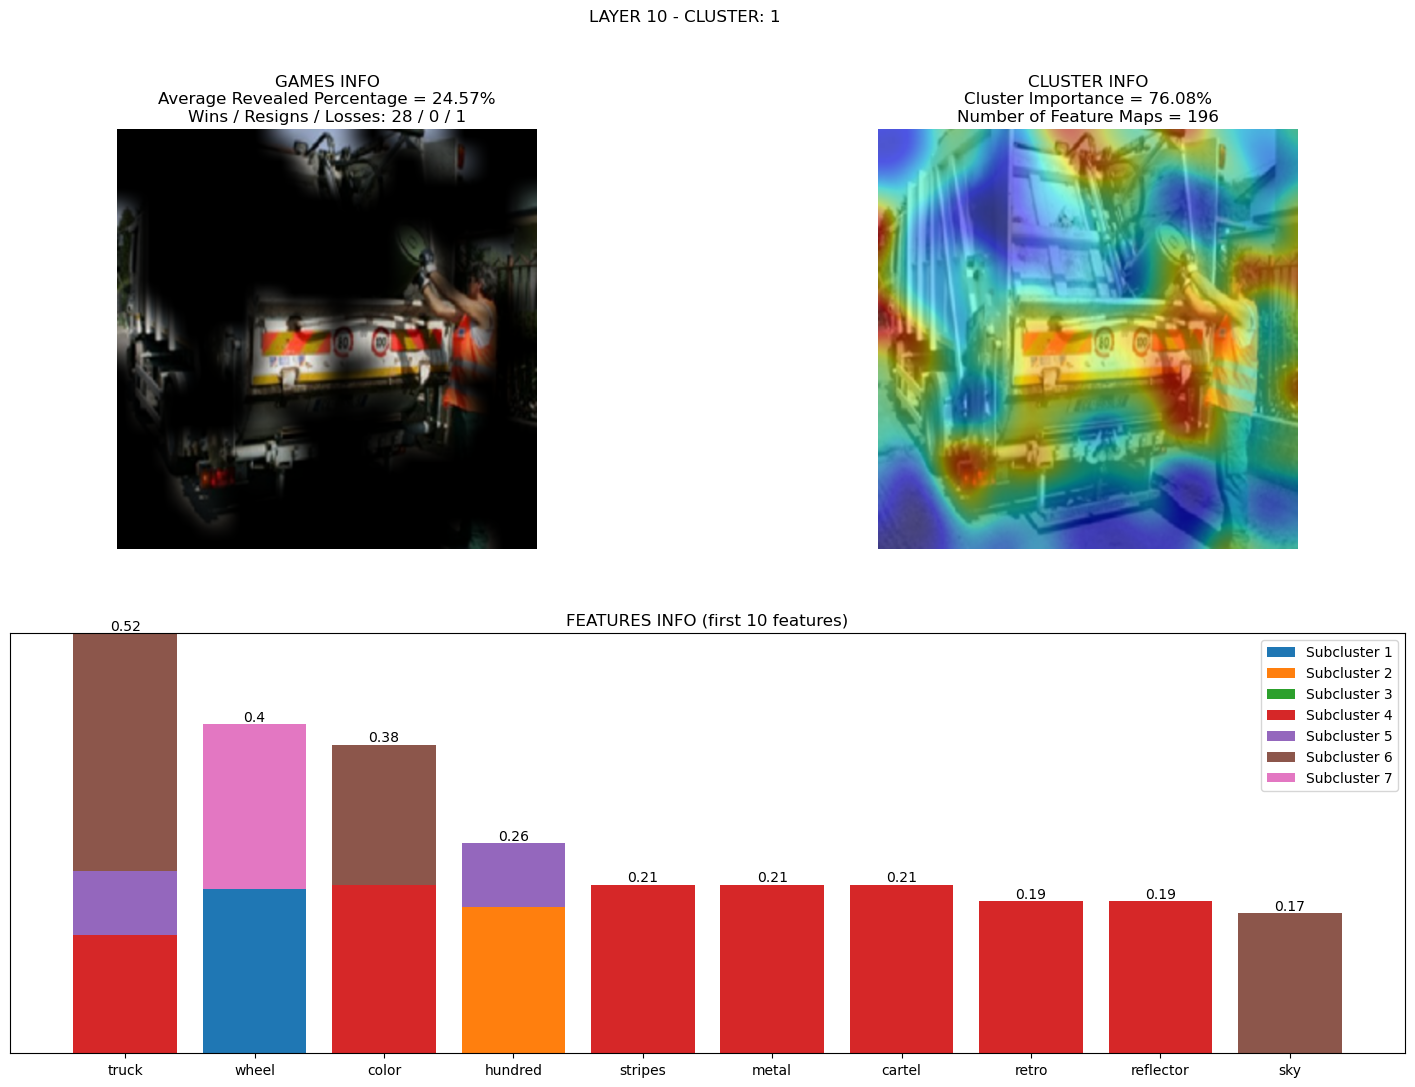 LAYER 10 - CLUSTER: 1
GAMES INFO
Average Revealed Percentage = 24.57%
Wins / Resigns / Losses: 28 / 0 / 1
CLUSTER INFO
Cluster Importance = 76.08%
Number of Feature Maps = 196
80
100
80
100
FEATURES INFO (first 10 features)
0.52
0.4
0.38
0.26
0.21
0.21
0.21
0.19
0.19
0.17
Subcluster 1
Subcluster 2
Subcluster 3
Subcluster 4
Subcluster 5
Subcluster 6
Subcluster 7
truck
wheel
color
hundred
stripes
metal
cartel
retro
reflector
sky